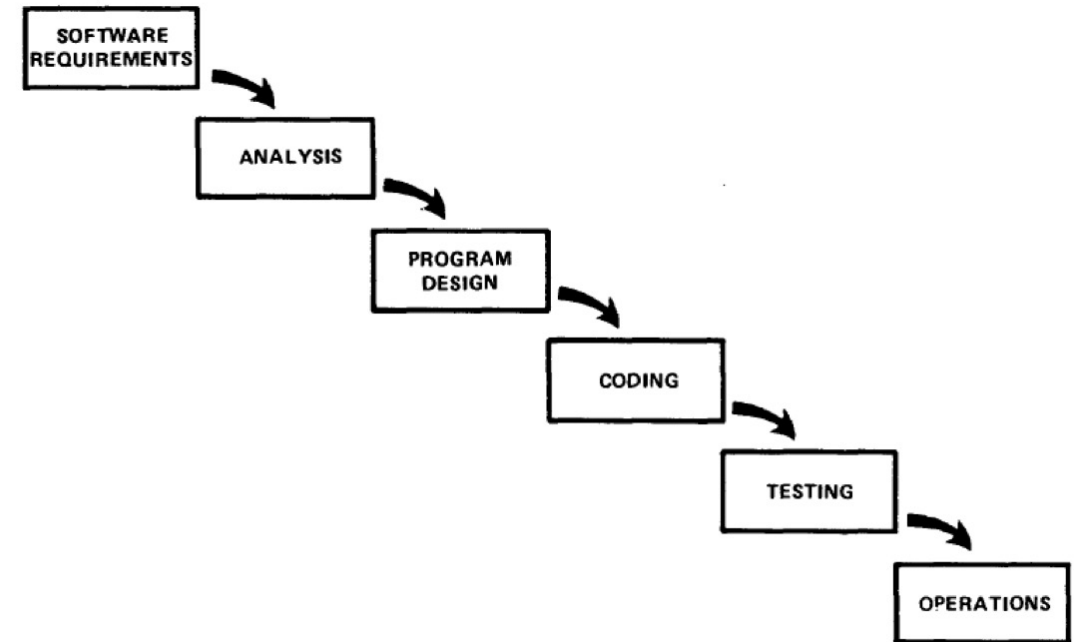 SOFTWARE
REQUIREMENTS
ANALYSIS
PROGRAM
DESIGN
CODING
TESTING
OPERATIONS